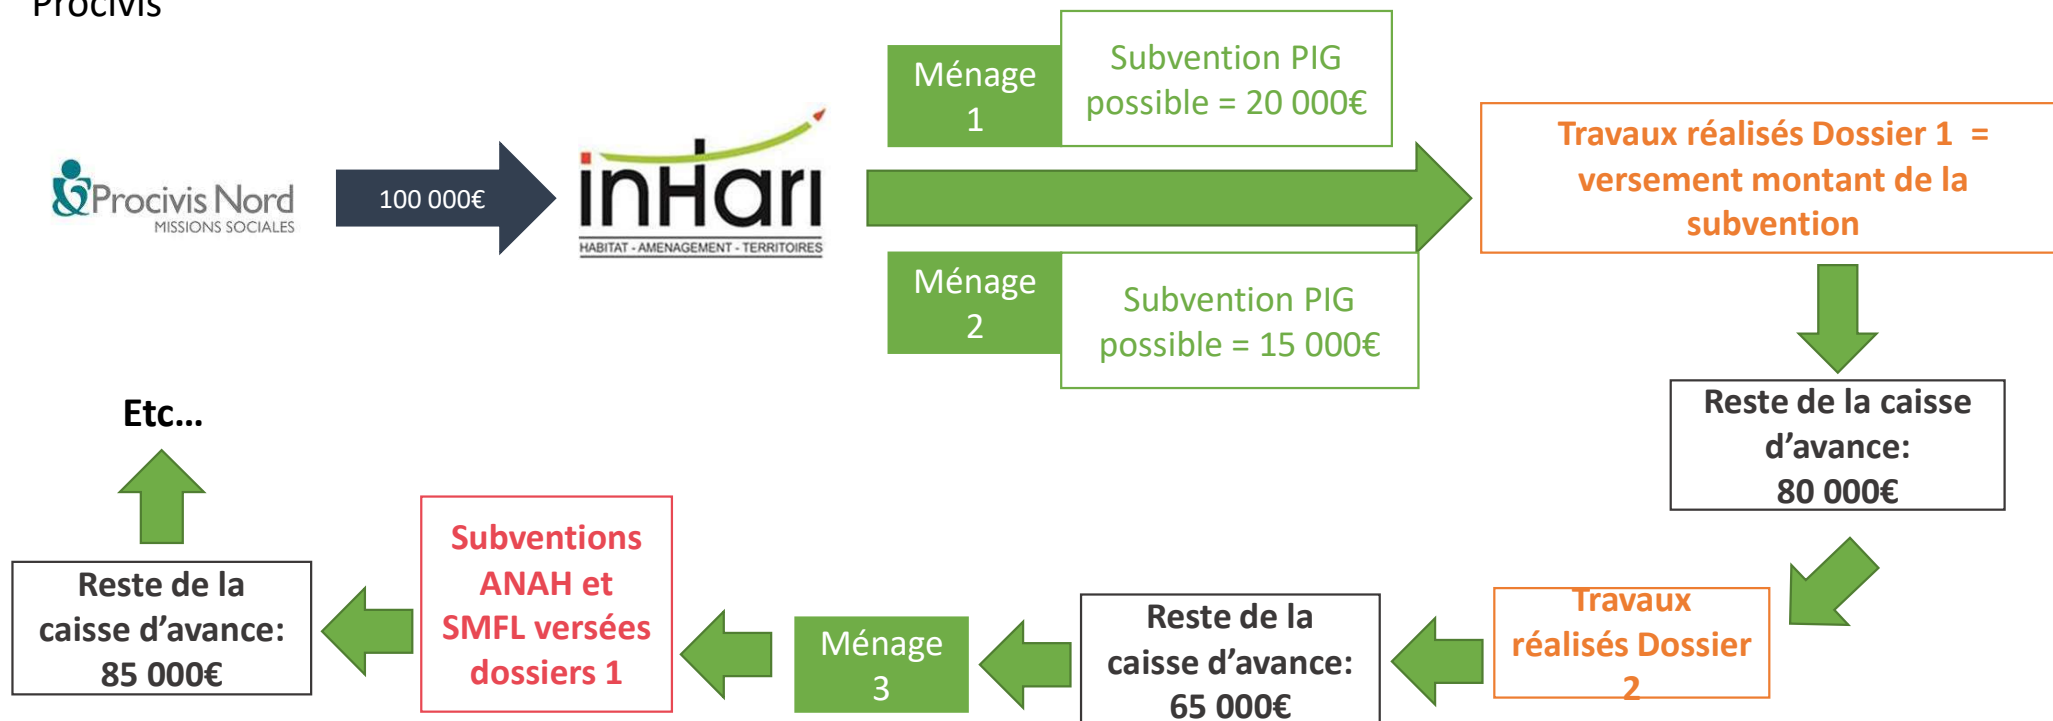 Procivis
Procivis Nord
MISSIONS SOCIALES
100 000€
inHari
HABITAT - AMENAGEMENT - TERRITOIRES
Ménage
1
Subvention PIG
possible = 20 000€
Ménage
2
Subvention PIG
possible = 15 000€
Travaux réalisés Dossier 1 =
versement montant de la
subvention
Reste de la caisse
d’avance:
80 000€
Travaux
réalisés Dossier
2
Reste de la
caisse d’avance:
65 000€
Ménage
3
Subventions
ANAH et
SMFL versées
dossiers 1
Reste de la
caisse d’avance:
85 000€
Etc…